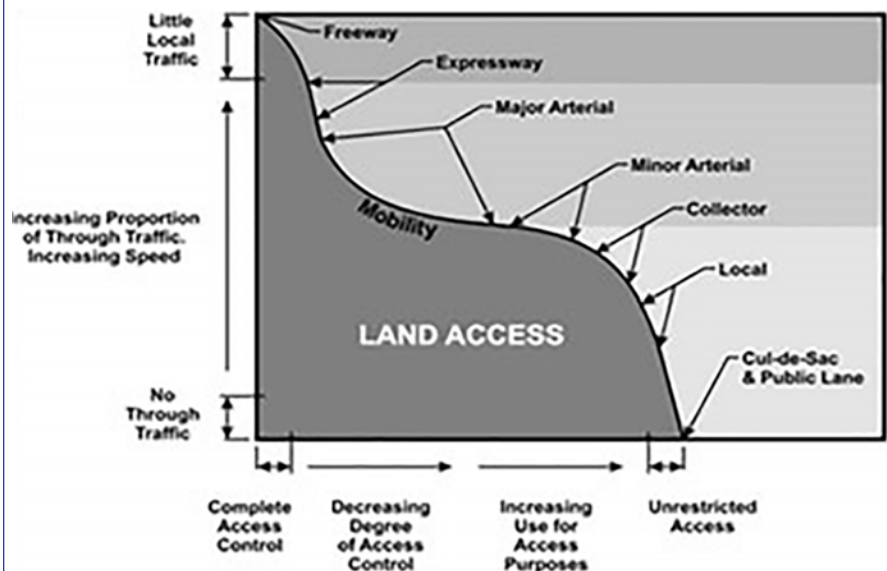 Little
Local
Traffic
Freeway
Expressway
Major Arterial
Minor Arterial
Collector
Local
Cul-de-Sac
& Public Lane
Mobility
LAND ACCESS
ncreasing Proportion
of Through Traffic.
Increasing Speed
No
Through
Traffic
Complete
Access
Control
Decreasing
Degree
of Access
Control
Increasing
Use for
Access
Purposes
Unrestricted
Access